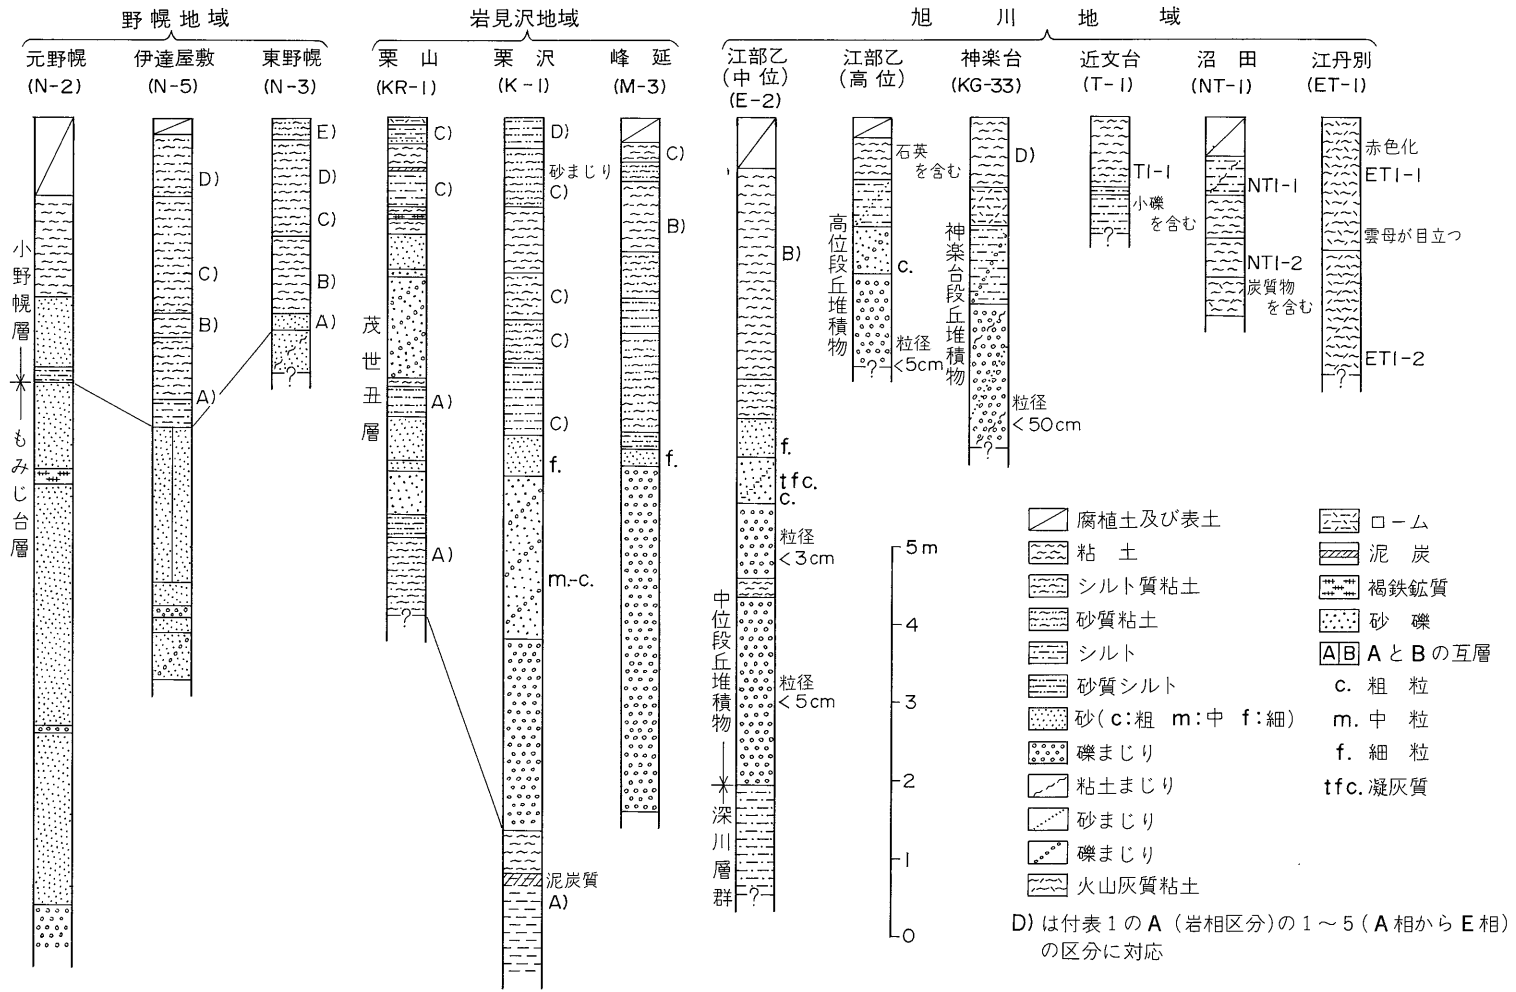 野幌地域
岩見沢地域
旭川地域
元野幌
(N-2)
伊達屋敷
(N-5)
東野幌
(N-3)
栗山
(KR-1)
栗沢
(K-1)
峰延
(M-3)
江部乙
(中位)
(E-2)
江部乙
(高位)
神楽台
(KG-33)
近文台
(T-1)
沼田
(NT-1)
江丹別
(ET-1)
小野幌層
もみじ台層
D)
C)
B)
A)
E)
D)
C)
B)
A)
茂世丑層
C)
C)
A)
A)
?
D)
砂まじり
C)
C)
C)
C)
f.
m.-c.
泥炭質
A)
C)
B)
f.
B)
f.
tfc.
c.
粒径
<3cm
粒径
<5cm
中位段丘堆積物
深川層群
?
石英
を含む
高位段丘堆積物
c.
粒径
<5cm
?
D)
神楽台段丘堆積物
粒径
<50cm
?
T1-1
小礫
を含む
?
NT1-1
NT1-2
炭質物
を含む
赤色化
ET1-1
雲母が目立つ
ET1-2
?
?
5m
4
3
2
1
0
腐植土及び表土
粘土
シルト質粘土
砂質粘土
シルト
砂質シルト
砂(c:粗 m:中 f:細)
礫まじり
粘土まじり
砂まじり
礫まじり
火山灰質粘土
ローム
泥炭
褐鉄鉱質
砂礫
A B AとBの互層
c. 粗粒
m. 中粒
f. 細粒
tfc. 凝灰質
D)は付表1のA(岩相区分)の1～5(A相からE相)
の区分に対応